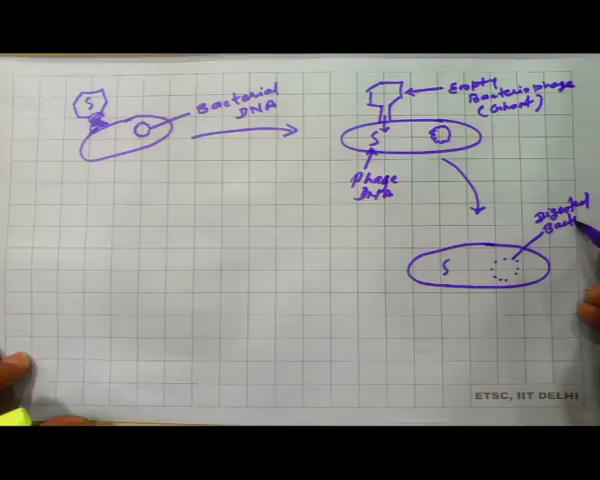 S
Bacterial
DNA
Empty
Bacteriophage
(Ghost)
S
Phage
DNA
Digested
S
ETSC, IIT DELHI